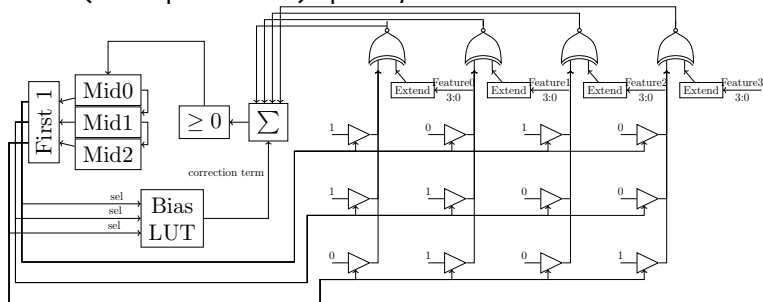 First 1
Mid0
Mid1
Mid2
≥ 0
∑
correction term
sel
sel
sel
Bias
LUT
Extend
Feature0
3:0
Extend
Feature1
3:0
Extend
Feature2
3:0
Extend
Feature3
3:0
1
0
1
0
1
1
0
0
0
1
0
1